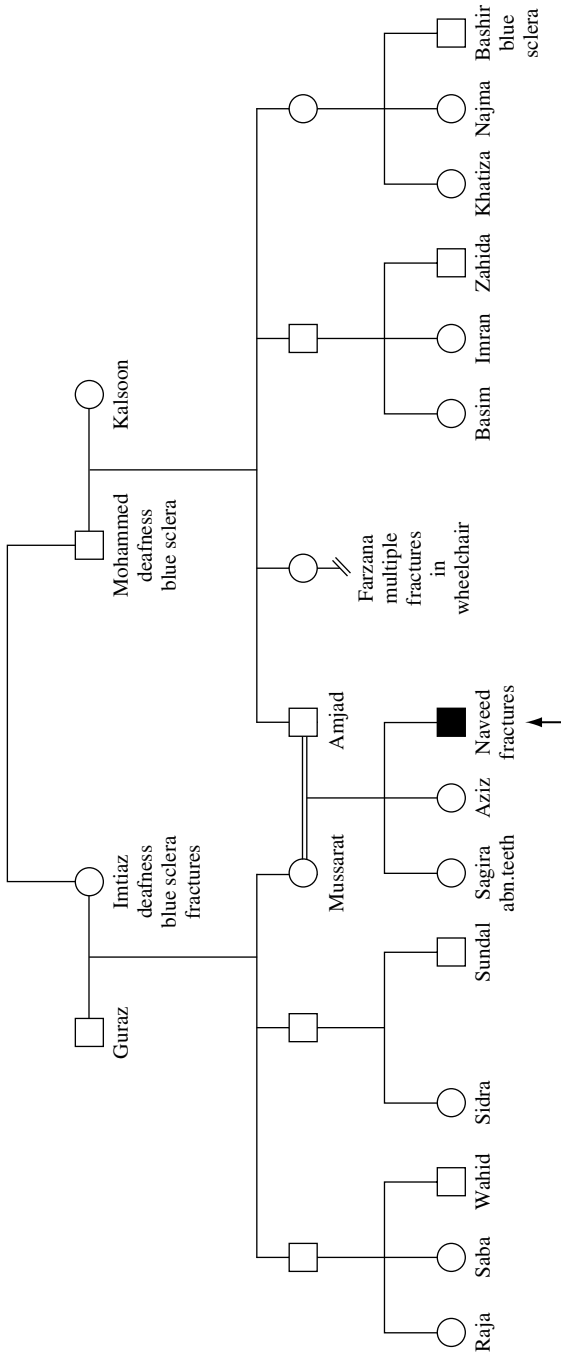 Guraz
Imtiaz
deafness
blue sclera
fractures
Mohammed
deafness
blue sclera
Kalsoon
Mussarat
Amjad
Farzana
multiple
fractures
in
wheelchair
Raja
Saba
Wahid
Sidra
Sundal
Sagira
abn.teeth
Aziz
Naveed
fractures
Basim
Imran
Zahida
Khatiza
Najma
Bashir
blue
sclera